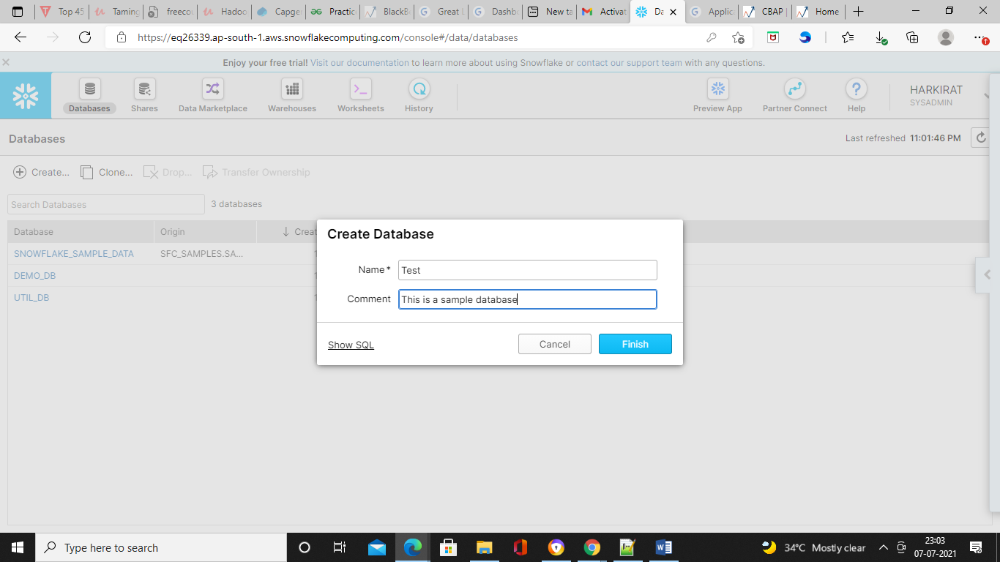 Top 45
Taming
freecou
Hadoo
Capge
Practic
BlackB
Great
Dashbo
New ta
Activat
Da
Applic
CBAP
Home
https://eq26339.ap-south-1.aws.snowflakecomputing.com/console#/data/databases
Enjoy your free trial! Visit our documentation to learn more about using Snowflake or contact our support team with any questions.
Databases
Shares
Data Marketplace
Warehouses
Worksheets
History
Preview App
Partner Connect
Help
HARKIRAT
SYSADMIN
Databases
Last refreshed 11:01:46 PM
Create...
Clone...
Drop...
Transfer Ownership
Search Databases
3 databases
Database
Origin
Creat
SNOWFLAKE_SAMPLE_DATA
SFC_SAMPLES.SA...
DEMO_DB
UTIL_DB
Create Database
Name*
Test
Comment
This is a sample database
Show SQL
Cancel
Finish
Type here to search
34°C Mostly clear
23:03
07-07-2021